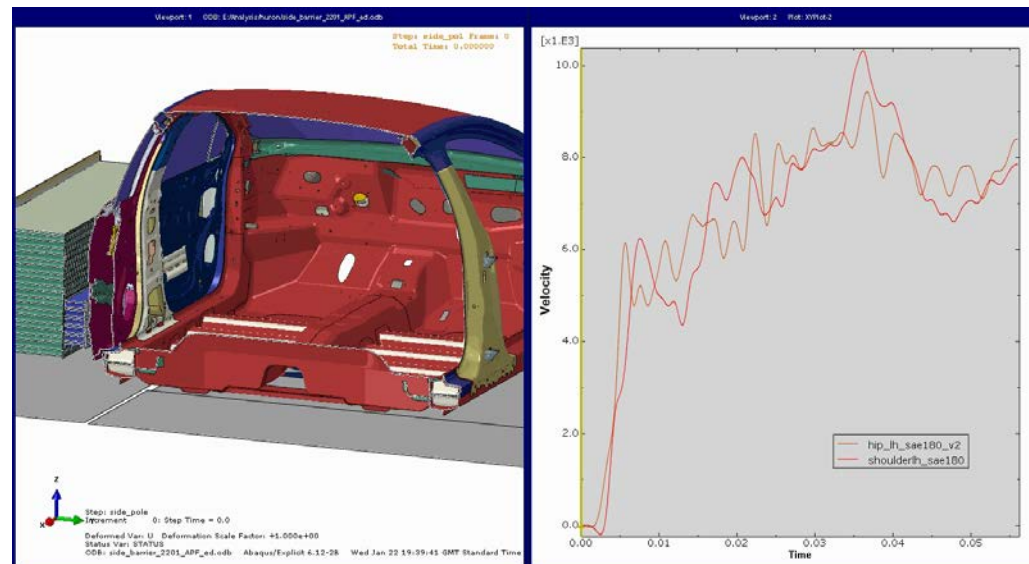 Viewport: 1 ODB: E:/Analysis/huron/side_barrier_2201_APF_ed.odb
Step: side_pol Frame: 0
Total Time: 0.000000
Z
X
Y
Step: side_pole
Increment 0: Step Time = 0.0
Deformed Var: U Deformation Scale Factor: +1.000e+00
Status Var: STATUS
ODB: side_barrier_2201_APF_ed.odb Abaqus/Explicit 6.12-28 Wed Jan 22 19:39:41 GMT Standard Time
Viewport: 2 Plot: XYPlot-2
[x1.E3]
10.0
8.0
6.0
4.0
2.0
0.0
Velocity
hip_lh_sae180_v2
shoulderlh_sae180
0.00
0.01
0.02
0.03
0.04
0.05
Time